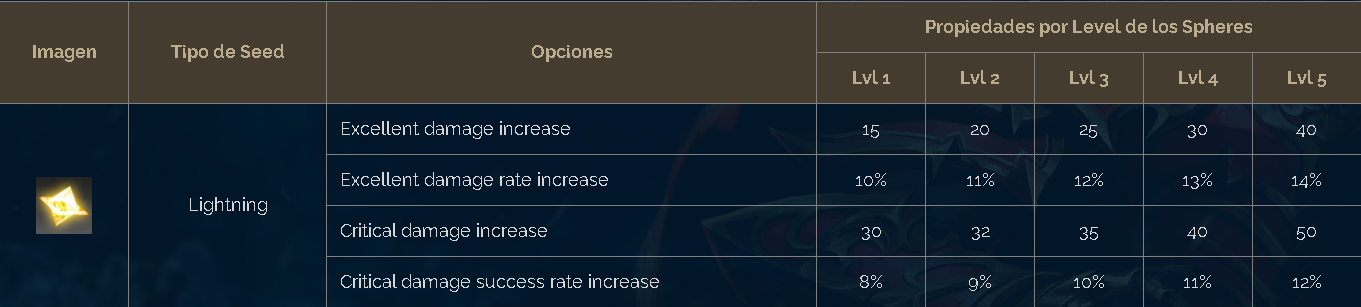 Imagen Tipo de Seed Opciones Propiedades por Level de los Spheres
Lvl 1 Lvl 2 Lvl 3 Lvl 4 Lvl 5
Lightning
Excellent damage increase 15 20 25 30 40
Excellent damage rate increase 10% 11% 12% 13% 14%
Critical damage increase 30 32 35 40 50
Critical damage success rate increase 8% 9% 10% 11% 12%